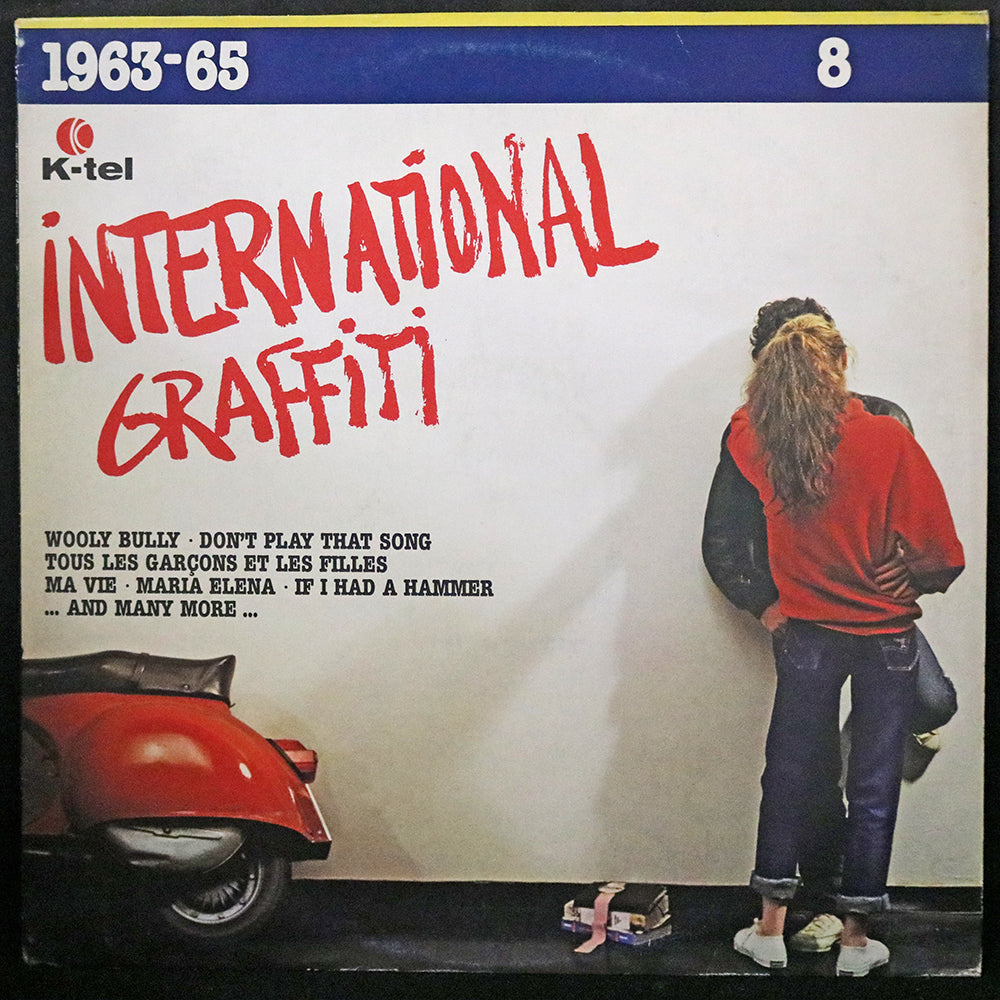 1963-65 8
K-tel
INTERNATIONAL
GRAFFITI
WOOLY BULLY · DON'T PLAY THAT SONG
TOUS LES GARÇONS ET LES FILLES
MA VIE · MARIA ELENA · IF I HAD A HAMMER
... AND MANY MORE ...